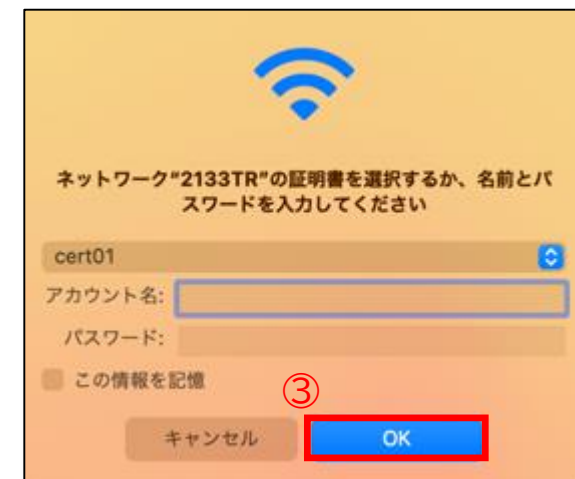 ネットワーク“2133TR”の証明書を選択するか、名前とパ
スワードを入力してください
cert01
アカウント名:
パスワード:
この情報を記憶
③
キャンセル OK